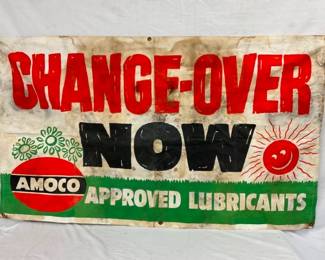 CHANGE-OVER
NOW
AMOCO
APPROVED LUBRICANTS